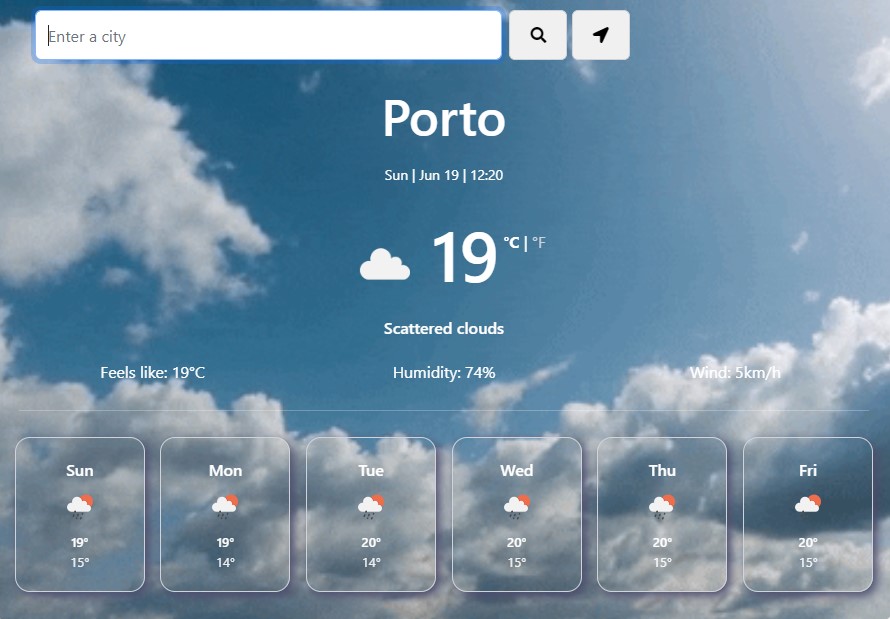 Enter a city
Porto
Sun | Jun 19 | 12:20
19 °C | °F
Scattered clouds
Feels like: 19°C Humidity: 74% Wind: 5km/h
Sun Mon Tue Wed Thu Fri
19° 19° 20° 20° 20° 20°
15° 14° 14° 15° 15° 15°